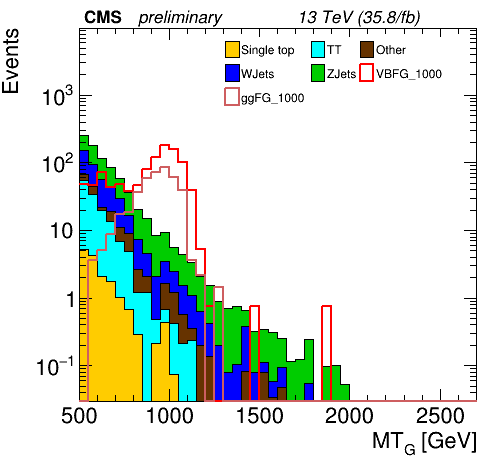 CMS preliminary 13 TeV (35.8/fb)
Events
Single top TT Other
WJets ZJets VBFG_1000
ggFG_1000
10³
10²
10
1
10⁻¹
500 1000 1500 2000 2500
MT_G [GeV]